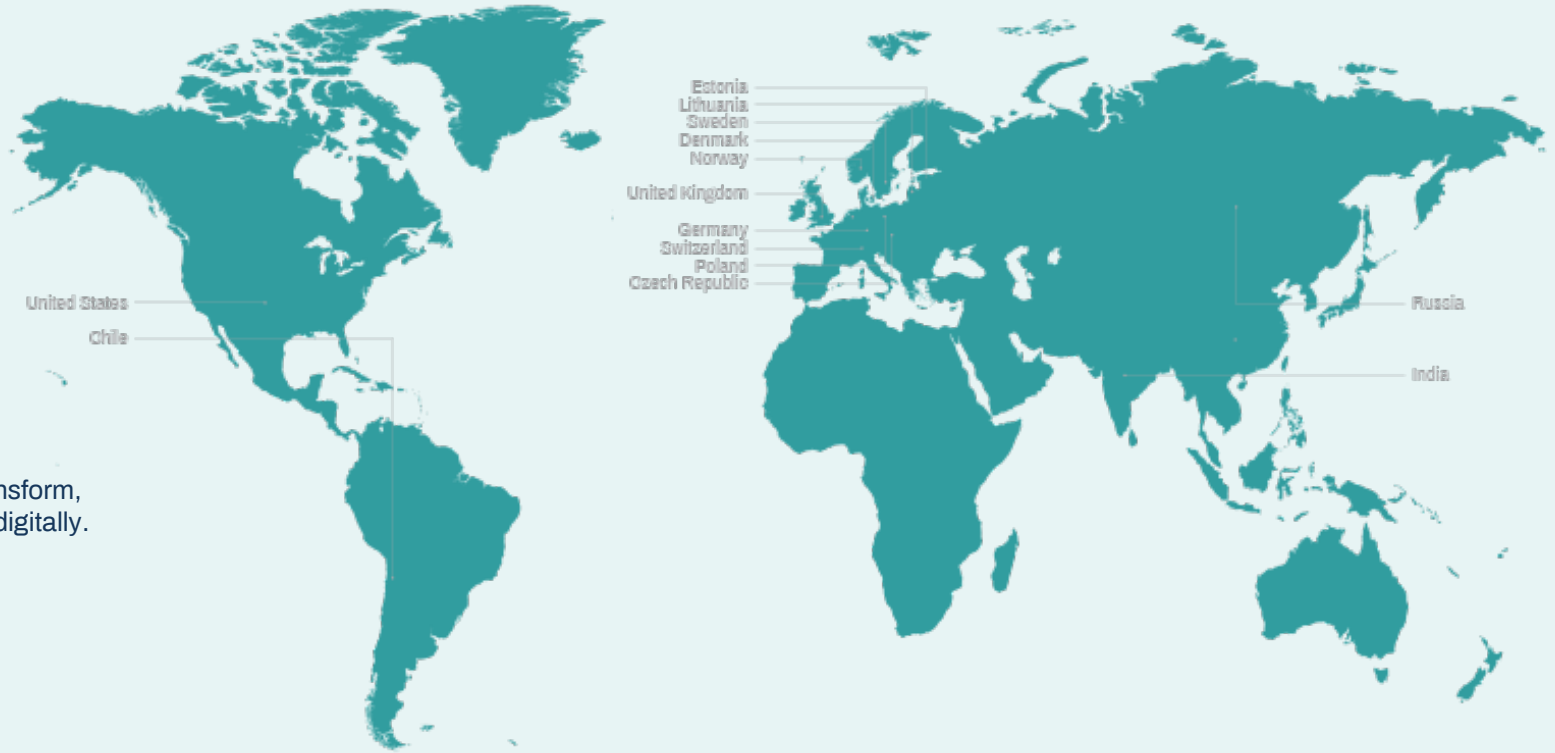 Estonia
Lithuania
Sweden
Denmark
Norway
United Kingdom
Germany
Switzerland
Poland
Czech Republic
United States
Chile
Russia
India
nsform,
digitally.